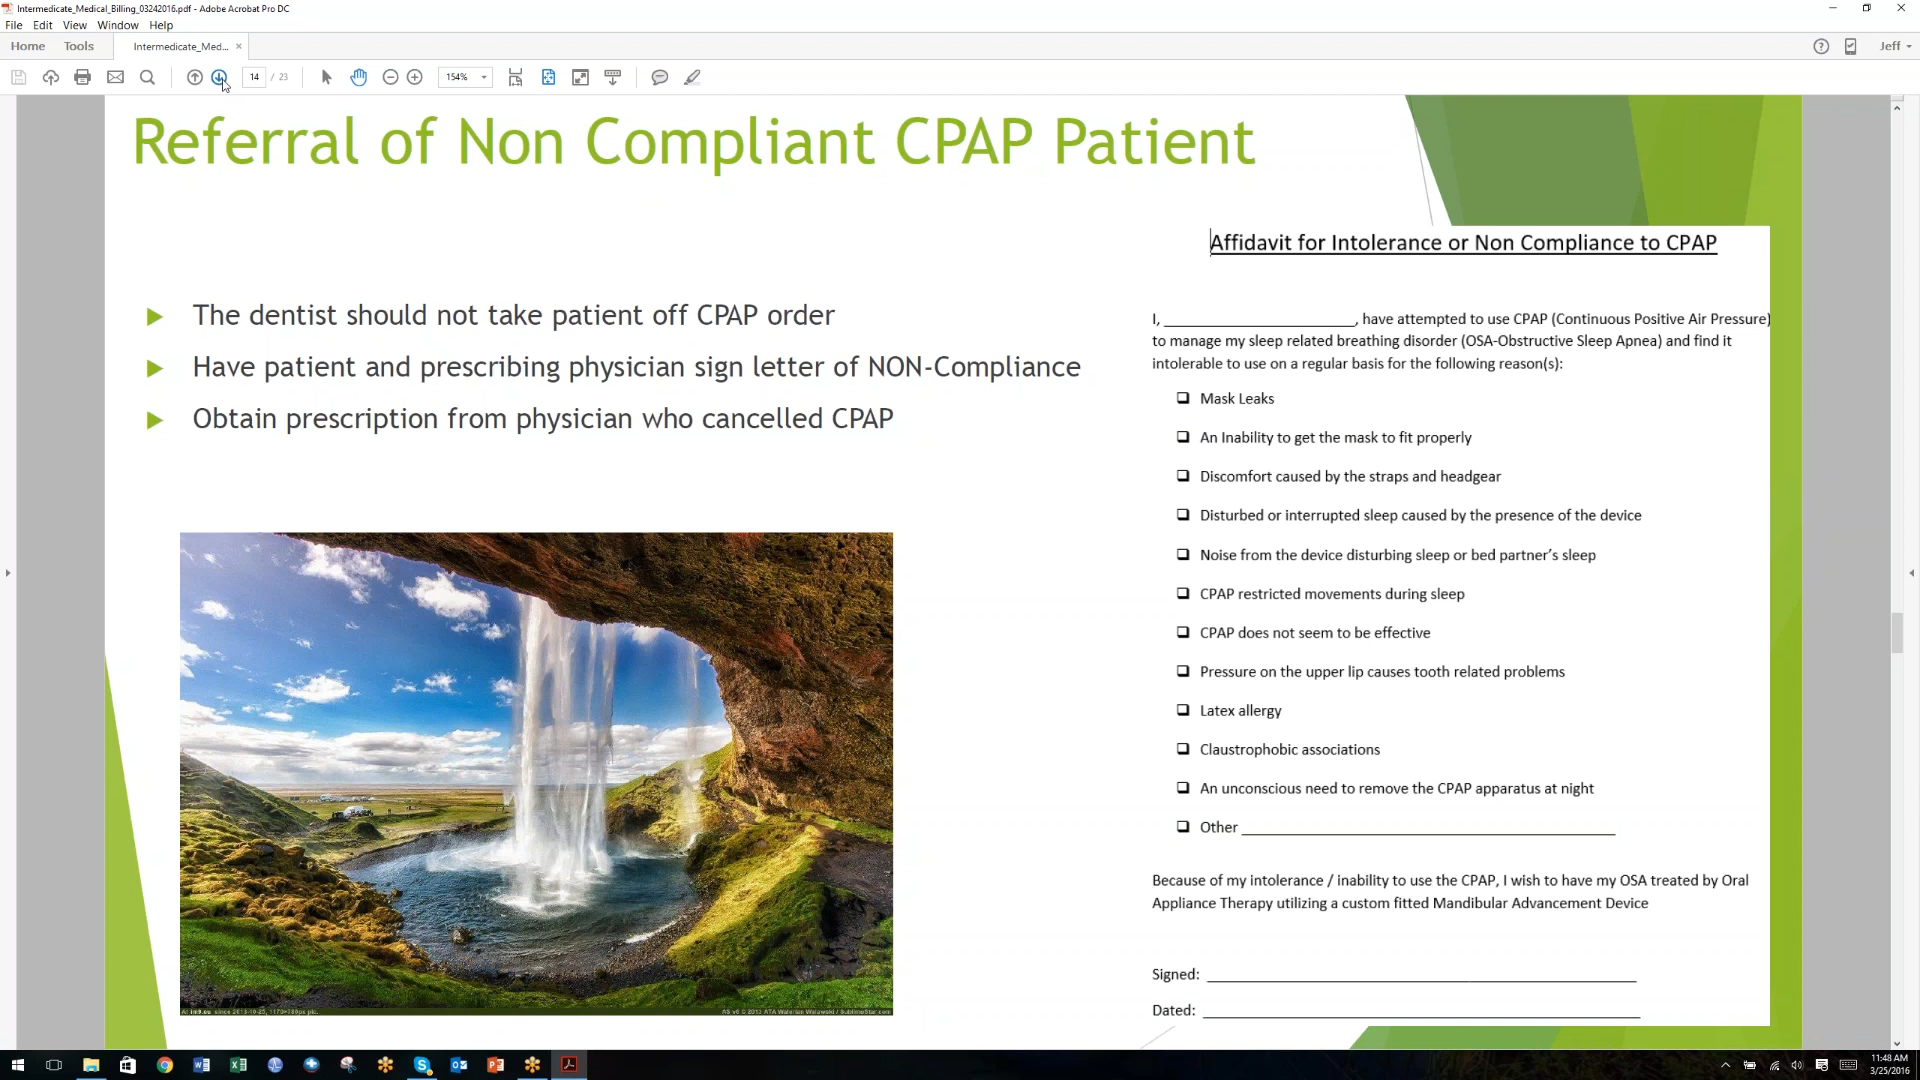 Intermedicate_Medical_Billing_03242016.pdf - Adobe Acrobat Pro DC
File Edit View Window Help
Home Tools Intermedicate_Med... ×
Jeff
14 / 23 154%
Referral of Non Compliant CPAP Patient
The dentist should not take patient off CPAP order
Have patient and prescribing physician sign letter of NON-Compliance
Obtain prescription from physician who cancelled CPAP
Affidavit for Intolerance or Non Compliance to CPAP
I, ______________________, have attempted to use CPAP (Continuous Positive Air Pressure)
to manage my sleep related breathing disorder (OSA-Obstructive Sleep Apnea) and find it
intolerable to use on a regular basis for the following reason(s):
❑ Mask Leaks
❑ An Inability to get the mask to fit properly
❑ Discomfort caused by the straps and headgear
❑ Disturbed or interrupted sleep caused by the presence of the device
❑ Noise from the device disturbing sleep or bed partner's sleep
❑ CPAP restricted movements during sleep
❑ CPAP does not seem to be effective
❑ Pressure on the upper lip causes tooth related problems
❑ Latex allergy
❑ Claustrophobic associations
❑ An unconscious need to remove the CPAP apparatus at night
❑ Other ______________________
Because of my intolerance / inability to use the CPAP, I wish to have my OSA treated by Oral
Appliance Therapy utilizing a custom fitted Mandibular Advancement Device
Signed: ______________________
Dated: ______________________
11:48 AM
3/25/2016